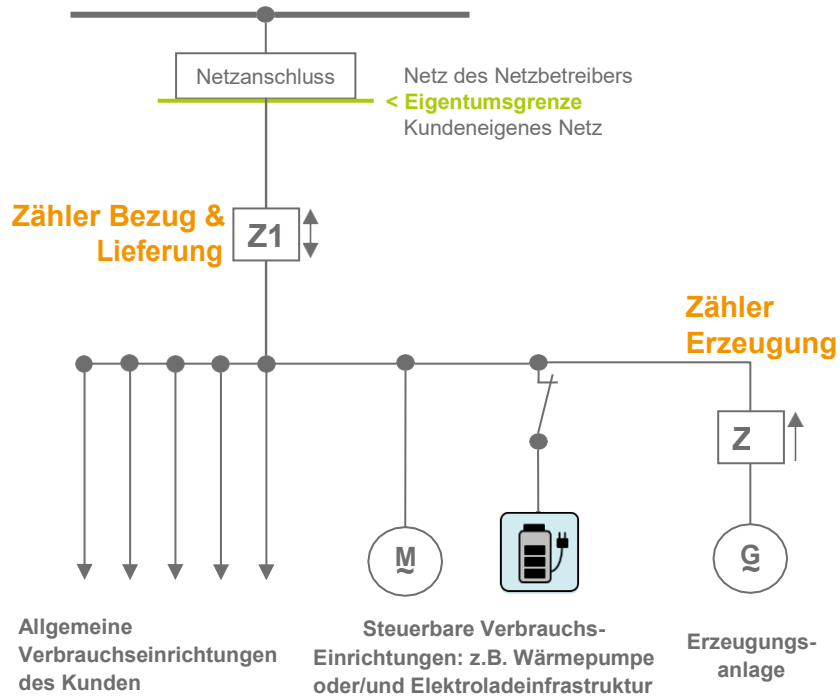 Netzanschluss
Netz des Netzbetreibers
< Eigentumsgrenze
Kundeneigenes Netz
Zähler Bezug &
Lieferung
Z1
Zähler
Erzeugung
Z
M
~
G
~
Allgemeine
Verbrauchseinrichtungen
des Kunden
Steuerbare Verbrauchs-
Einrichtungen: z.B. Wärmepumpe
oder/und Elektroladeinfrastruktur
Erzeugungs-
anlage